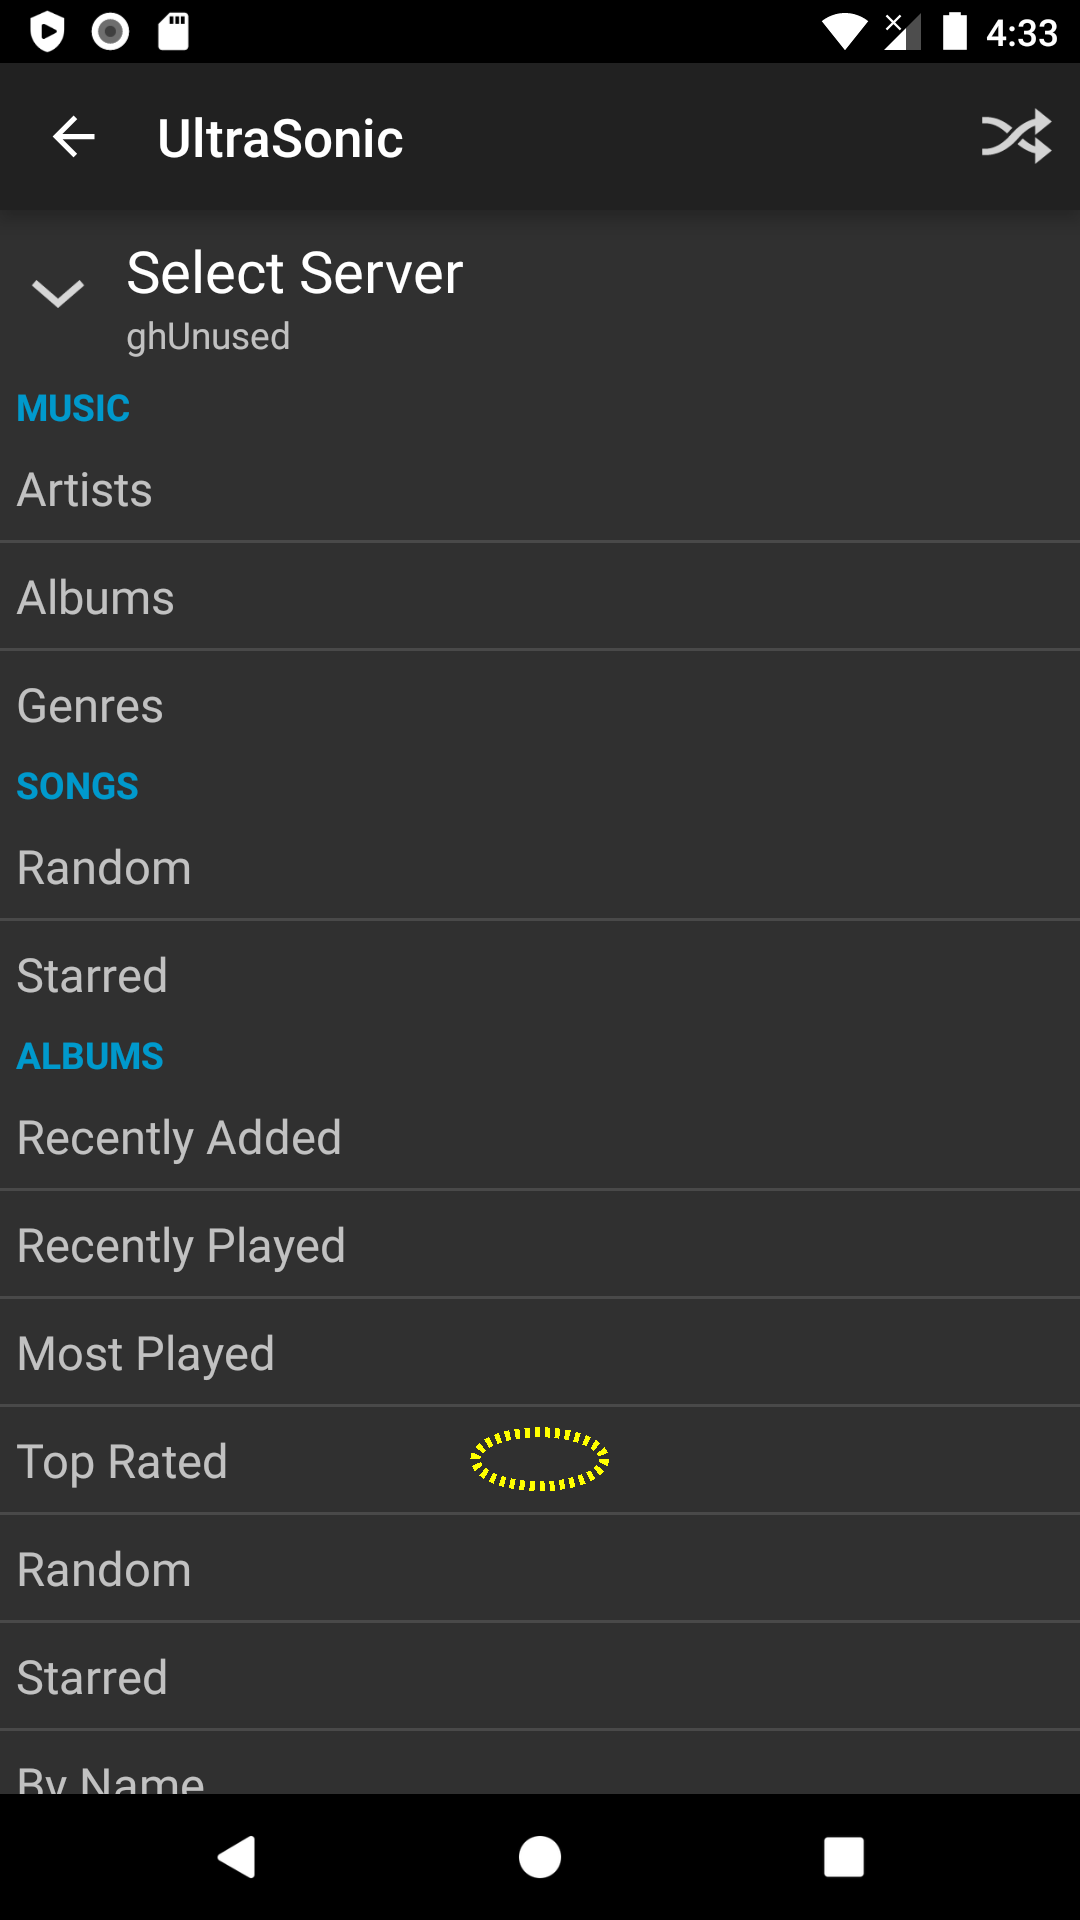 4:33
UltraSonic
Select Server
ghUnused
MUSIC
Artists
Albums
Genres
SONGS
Random
Starred
ALBUMS
Recently Added
Recently Played
Most Played
Top Rated
Random
Starred
By Name